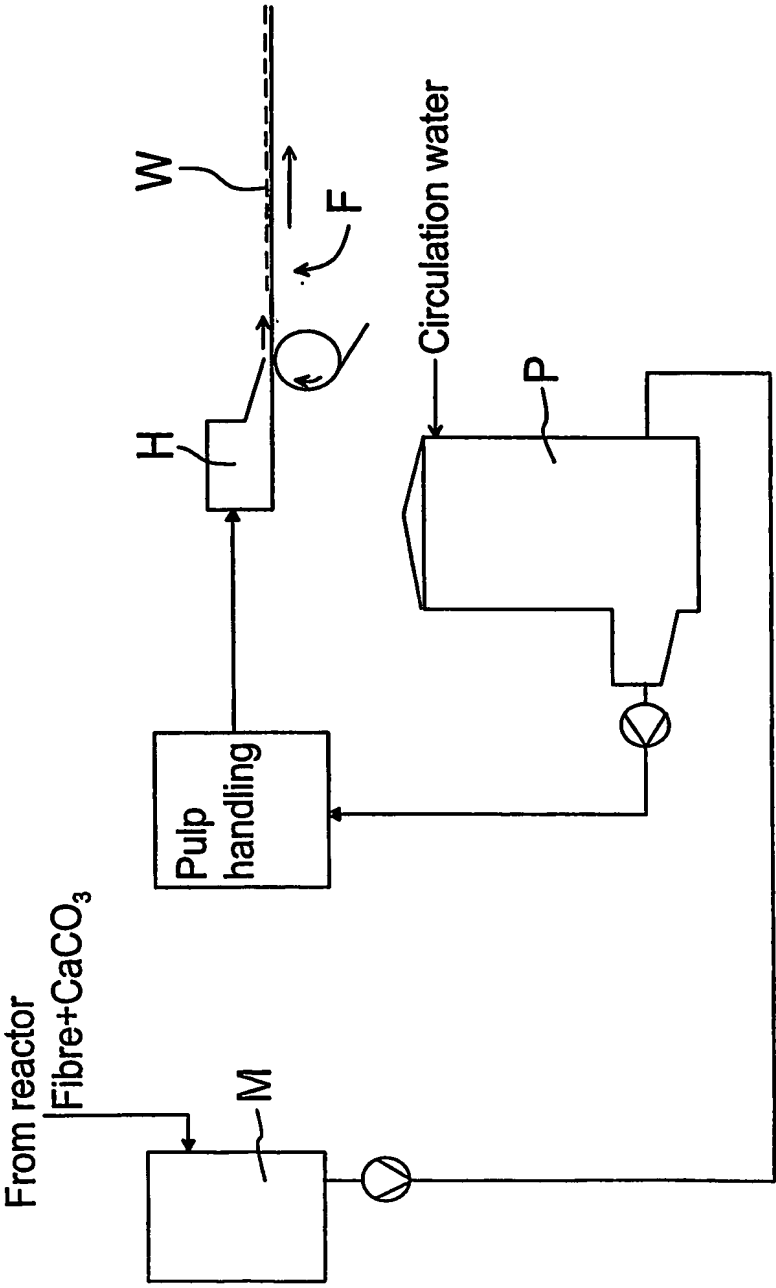 From reactor
Fibre+CaCO₃
M
Pulp
handling
H
W
F
Circulation water
P